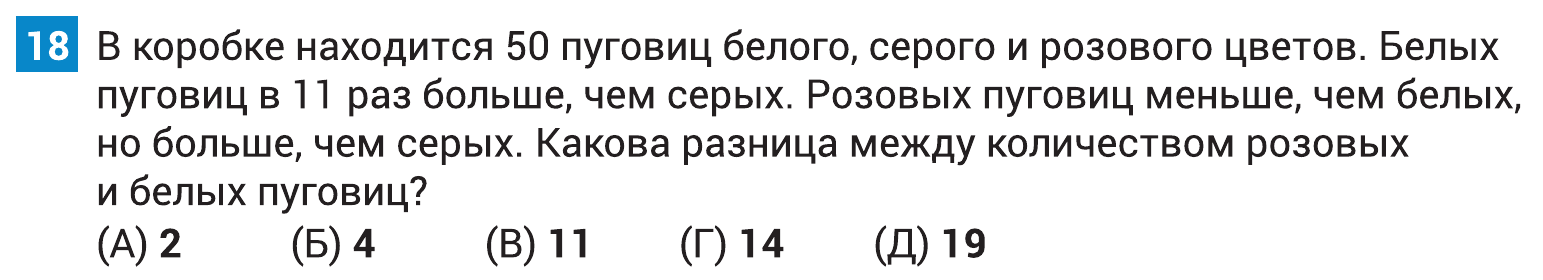 18 В коробке находится 50 пуговиц белого, серого и розового цветов. Белых
пуговиц в 11 раз больше, чем серых. Розовых пуговиц меньше, чем белых,
но больше, чем серых. Какова разница между количеством розовых
и белых пуговиц?
(А) 2 (Б) 4 (В) 11 (Г) 14 (Д) 19